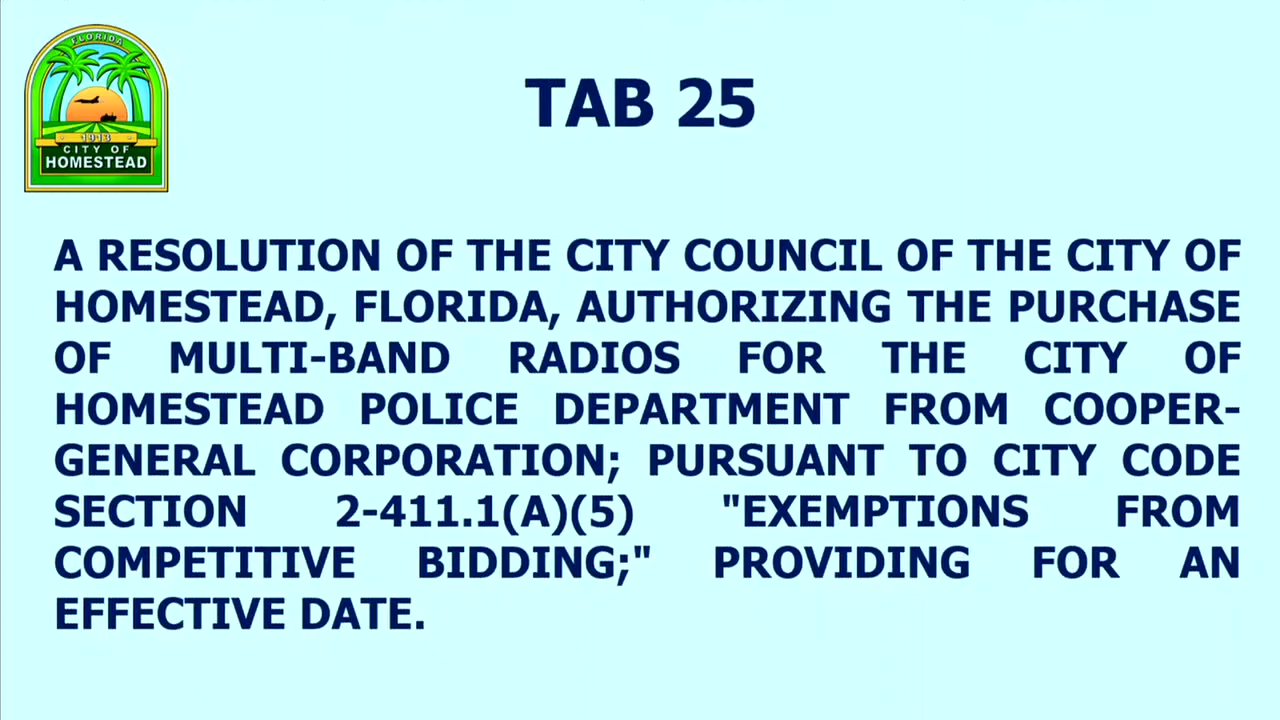 FLORIDA
1913
CITY OF
HOMESTEAD
TAB 25
A RESOLUTION OF THE CITY COUNCIL OF THE CITY OF
HOMESTEAD, FLORIDA, AUTHORIZING THE PURCHASE
OF MULTI-BAND RADIOS FOR THE CITY OF
HOMESTEAD POLICE DEPARTMENT FROM COOPER-
GENERAL CORPORATION; PURSUANT TO CITY CODE
SECTION 2-411.1(A)(5) "EXEMPTIONS FROM
COMPETITIVE BIDDING;" PROVIDING FOR AN
EFFECTIVE DATE.